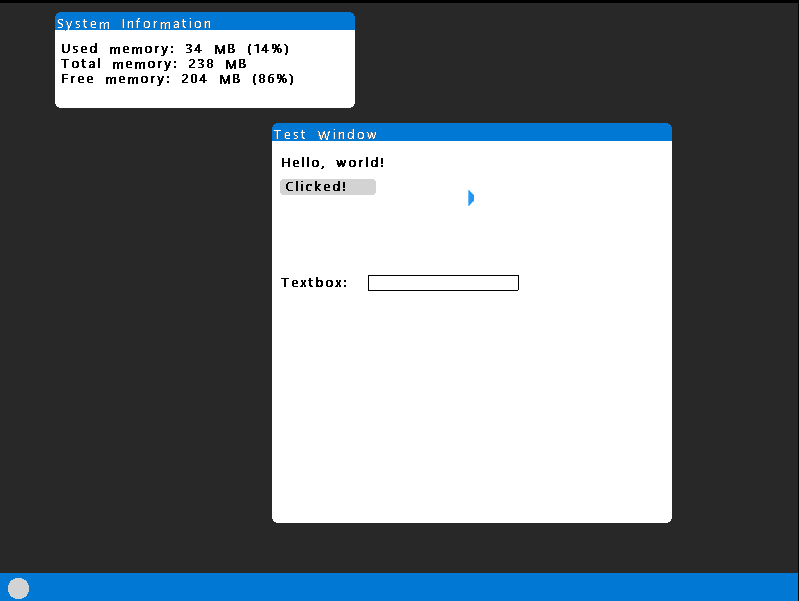 System Information
Used memory: 34 MB (14%)
Total memory: 238 MB
Free memory: 204 MB (86%)
Test Window
Hello, world!
Clicked!
Textbox: